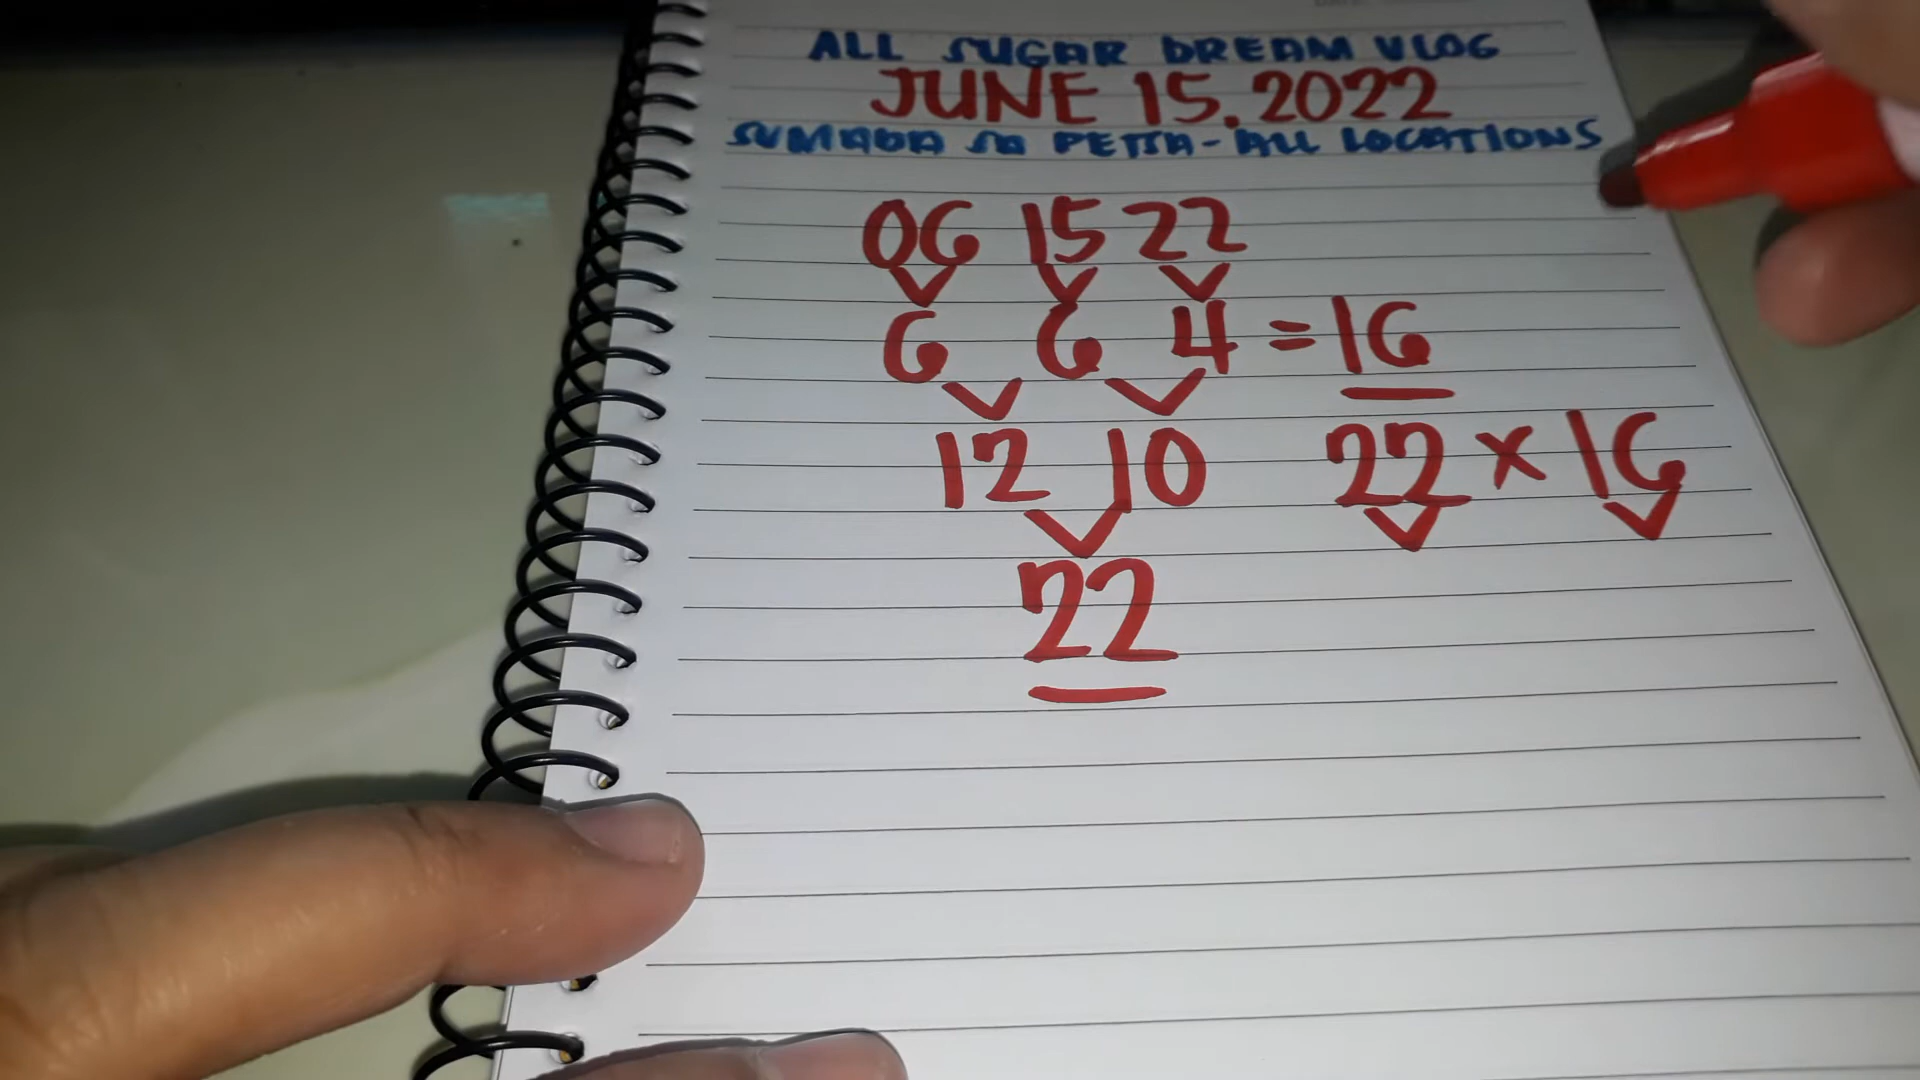 ALL SUGAR DREAM VLOG
JUNE 15.2022
SUMADA SA PETSA - ALL LOCATIONS
06 15 22
6 6 4 = 16
12 10 22 x 16
22